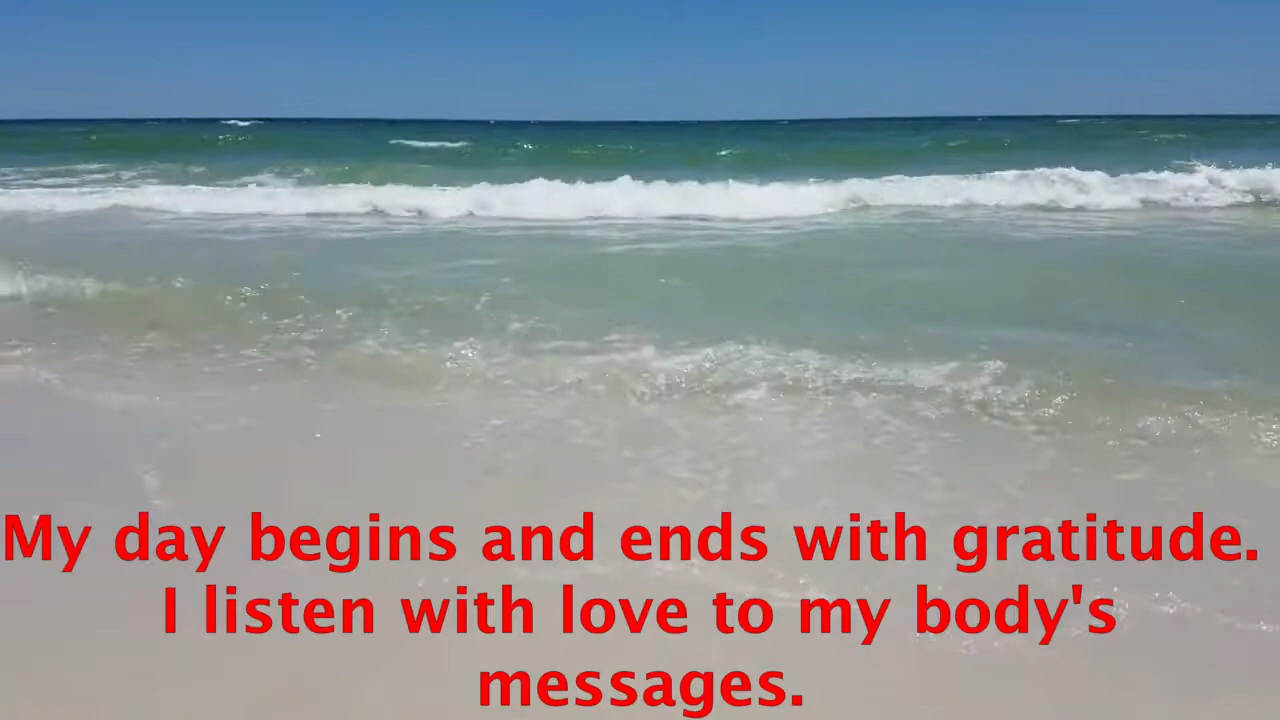 My day begins and ends with gratitude.
I listen with love to my body's
messages.